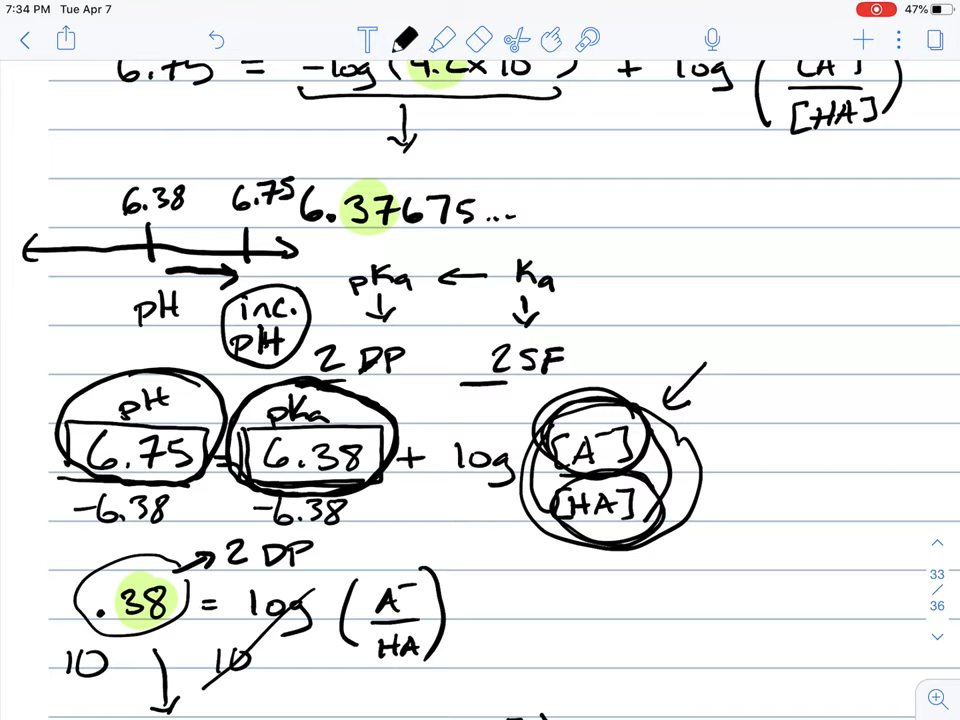 7:34 PM Tue Apr 7 47%
T
6.75 = -log(4.2×10 ) + log ([A⁻]/[HA])
6.38 6.75 6.37675...
pH inc. pH
pKa ← Ka
2 DP 2 SF
pH pKa
6.75 = 6.38 + log [A⁻]/[HA]
-6.38 -6.38
2 DP
.38 = log (A⁻/HA)
10 10
33
/
36